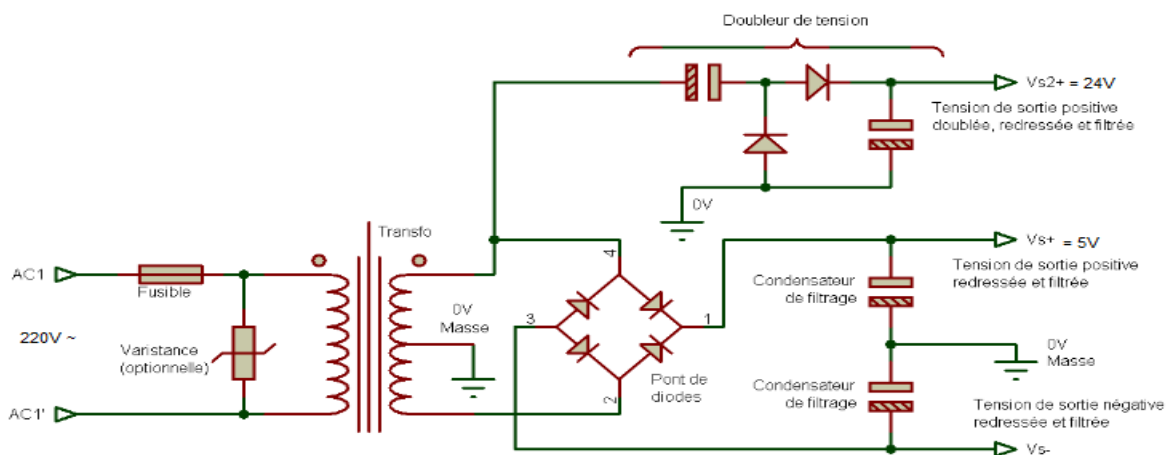 Doubleur de tension
Vs2+ = 24V
Tension de sortie positive
doublée, redressée et filtrée
0V
Transfo
AC1
Fusible
220V ~
Varistance
(optionnelle)
AC1'
0V
Masse
4
3
1
2
Pont de
diodes
Vs+ = 5V
Tension de sortie positive
redressée et filtrée
Condensateur
de filtrage
0V
Masse
Condensateur
de filtrage
Tension de sortie négative
redressée et filtrée
Vs-